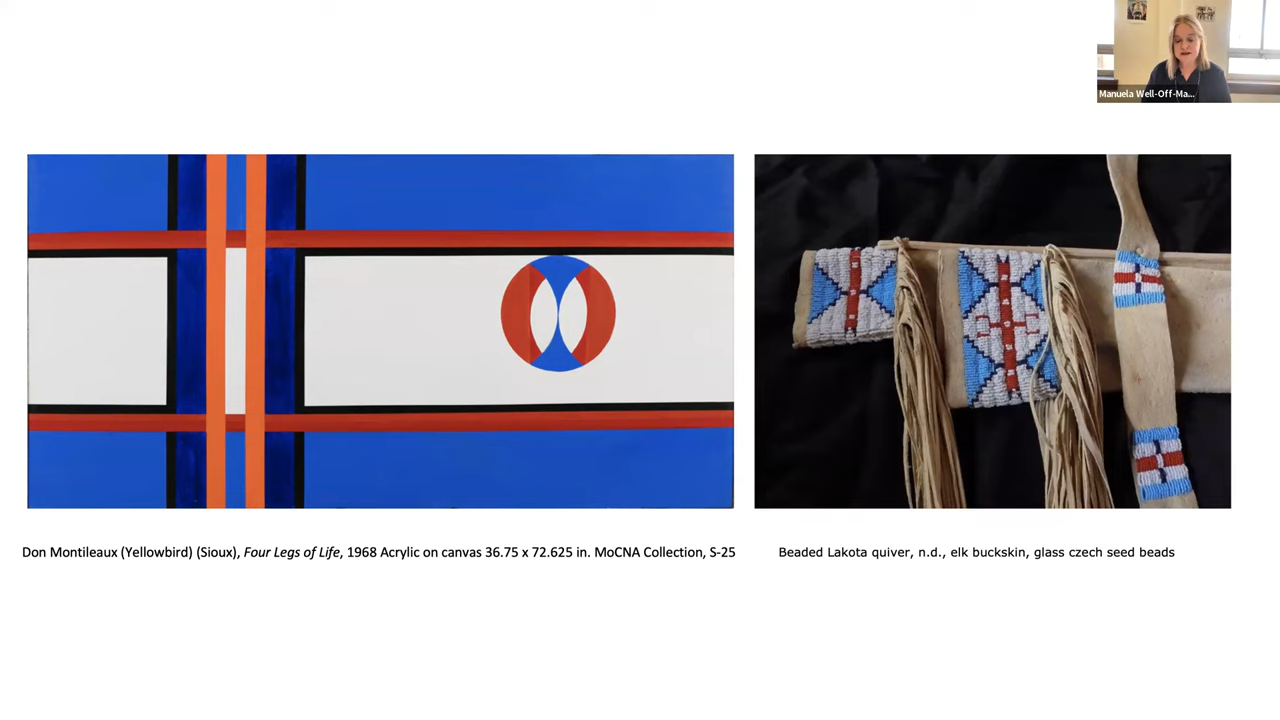 Manuela Well-Off-Ma...
Don Montileaux (Yellowbird) (Sioux), Four Legs of Life, 1968 Acrylic on canvas 36.75 x 72.625 in. MoCNA Collection, S-25
Beaded Lakota quiver, n.d., elk buckskin, glass czech seed beads